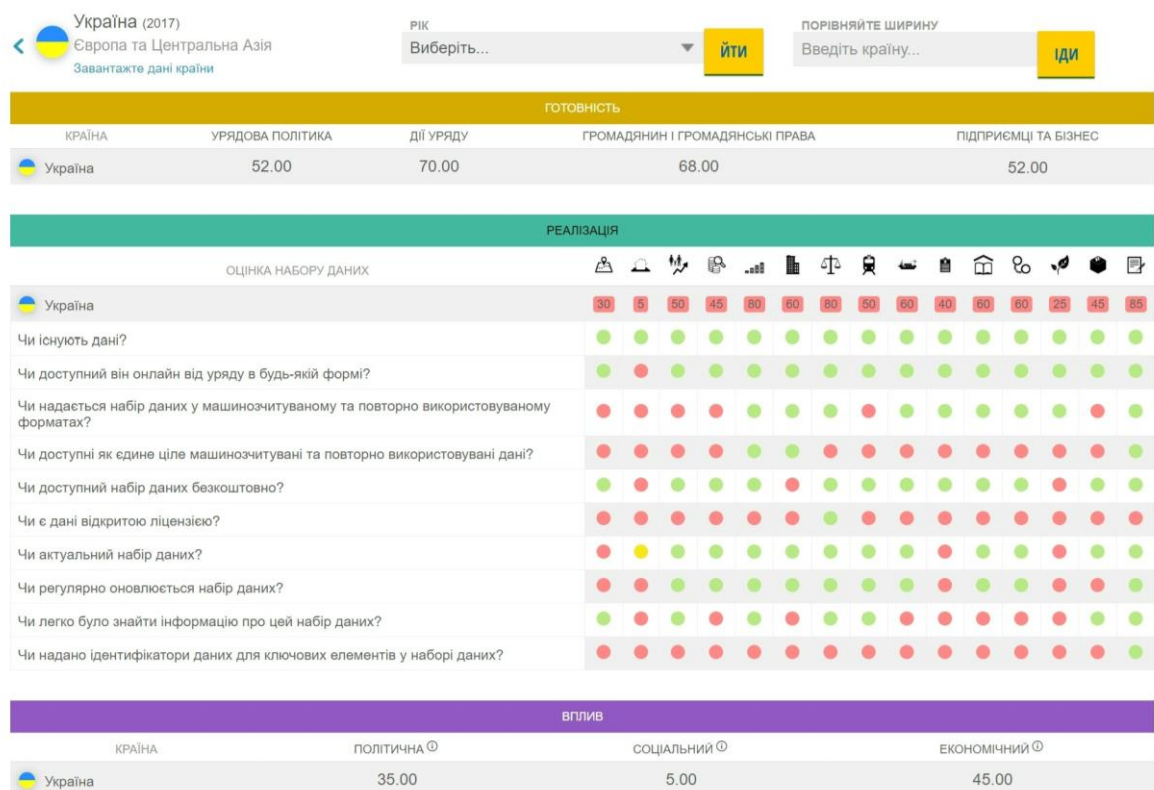 Україна (2017)
Європа та Центральна Азія
Завантажте дані країни
РІК
Виберіть...
ЙТИ
ПОРІВНЯЙТЕ ШИРИНУ
Введіть країну...
ІДИ
ГОТОВНІСТЬ
КРАЇНА УРЯДОВА ПОЛІТИКА ДІЇ УРЯДУ ГРОМАДЯНИН І ГРОМАДЯНСЬКІ ПРАВА ПІДПРИЄМЦІ ТА БІЗНЕС
Україна 52.00 70.00 68.00 52.00
РЕАЛІЗАЦІЯ
ОЦІНКА НАБОРУ ДАНИХ
Україна 30 5 50 45 80 60 80 50 60 40 60 60 25 45 85
Чи існують дані?
Чи доступний він онлайн від уряду в будь-якій формі?
Чи надається набір даних у машинозчитуваному та повторно використовуваному
форматах?
Чи доступні як єдине ціле машинозчитувані та повторно використовувані дані?
Чи доступний набір даних безкоштовно?
Чи є дані відкритою ліцензією?
Чи актуальний набір даних?
Чи регулярно оновлюється набір даних?
Чи легко було знайти інформацію про цей набір даних?
Чи надано ідентифікатори даних для ключових елементів у наборі даних?
ВПЛИВ
КРАЇНА ПОЛІТИЧНА СОЦІАЛЬНИЙ ЕКОНОМІЧНИЙ
Україна 35.00 5.00 45.00